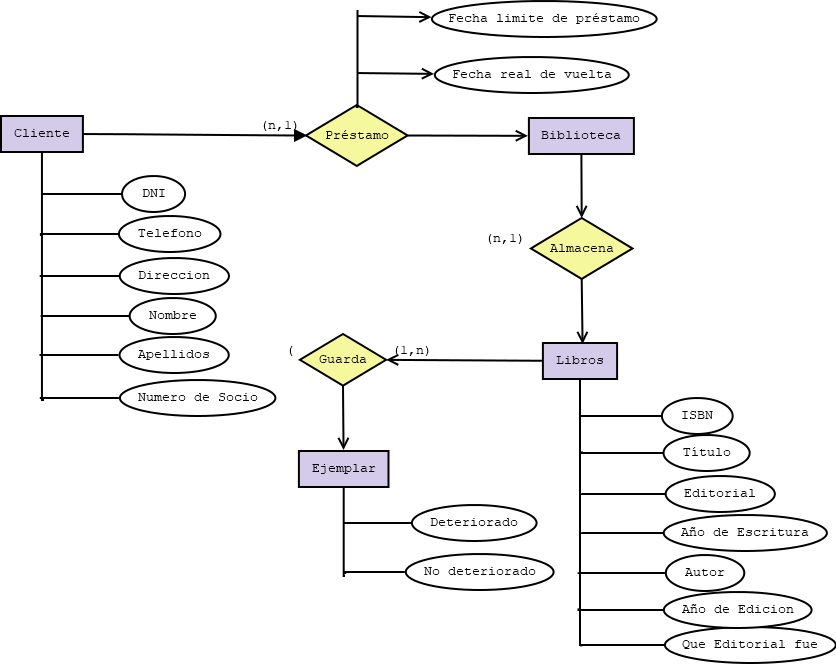 Fecha limite de préstamo
Fecha real de vuelta
Cliente
(n,1)
Préstamo
Biblioteca
DNI
Telefono
Direccion
Nombre
Apellidos
Numero de Socio
(n,1)
Almacena
(
Guarda
(1,n)
Libros
Ejemplar
Deteriorado
No deteriorado
ISBN
Título
Editorial
Año de Escritura
Autor
Año de Edicion
Que Editorial fue